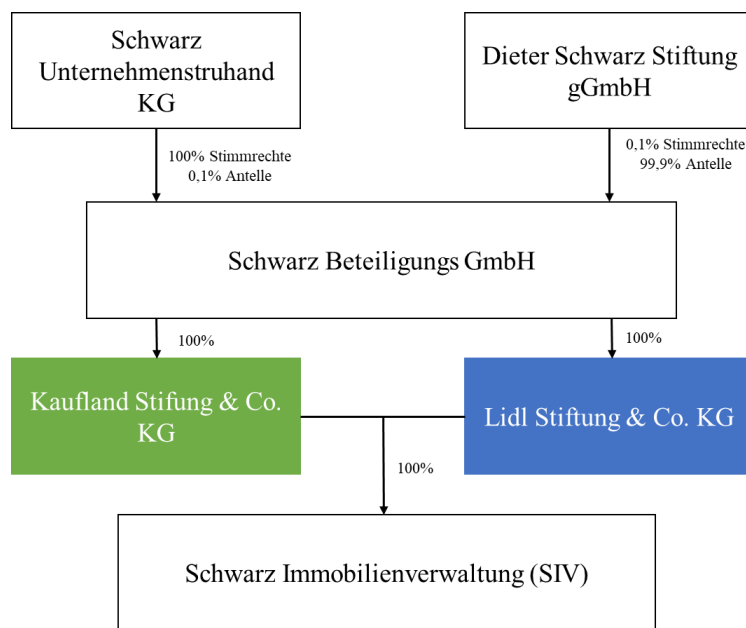 Schwarz
Unternehmenstruhand
KG
Dieter Schwarz Stiftung
gGmbH
100% Stimmrechte
0,1% Antelle
0,1% Stimmrechte
99,9% Antelle
Schwarz Beteiligungs GmbH
100%
100%
Kaufland Stifung & Co.
KG
Lidl Stiftung & Co. KG
100%
Schwarz Immobilienverwaltung (SIV)